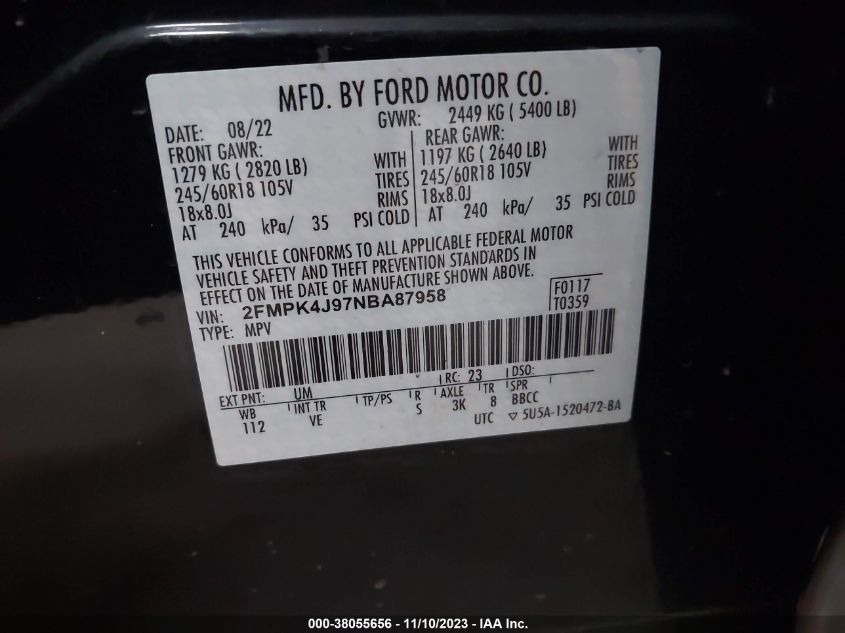 MFD. BY FORD MOTOR CO.
DATE: 08/22 GVWR: 2449 KG ( 5400 LB)
FRONT GAWR: REAR GAWR:
1279 KG ( 2820 LB) WITH 1197 KG ( 2640 LB) WITH
245/60R18 105V TIRES 245/60R18 105V TIRES
18x8.0J RIMS 18x8.0J RIMS
AT 240 kPa/ 35 PSI COLD AT 240 kPa/ 35 PSI COLD
THIS VEHICLE CONFORMS TO ALL APPLICABLE FEDERAL MOTOR
VEHICLE SAFETY AND THEFT PREVENTION STANDARDS IN
EFFECT ON THE DATE OF MANUFACTURE SHOWN ABOVE.
VIN: 2FMPK4J97NBA87958 F0117
TYPE: MPV T0359
EXT PNT: UM RC: 23 DSO:
WB INT TR TP/PS R AXLE TR SPR
112 VE S 3K 8 BBCC
UTC ▽ 5U5A-1520472-BA
000-38055656 - 11/10/2023 - IAA Inc.